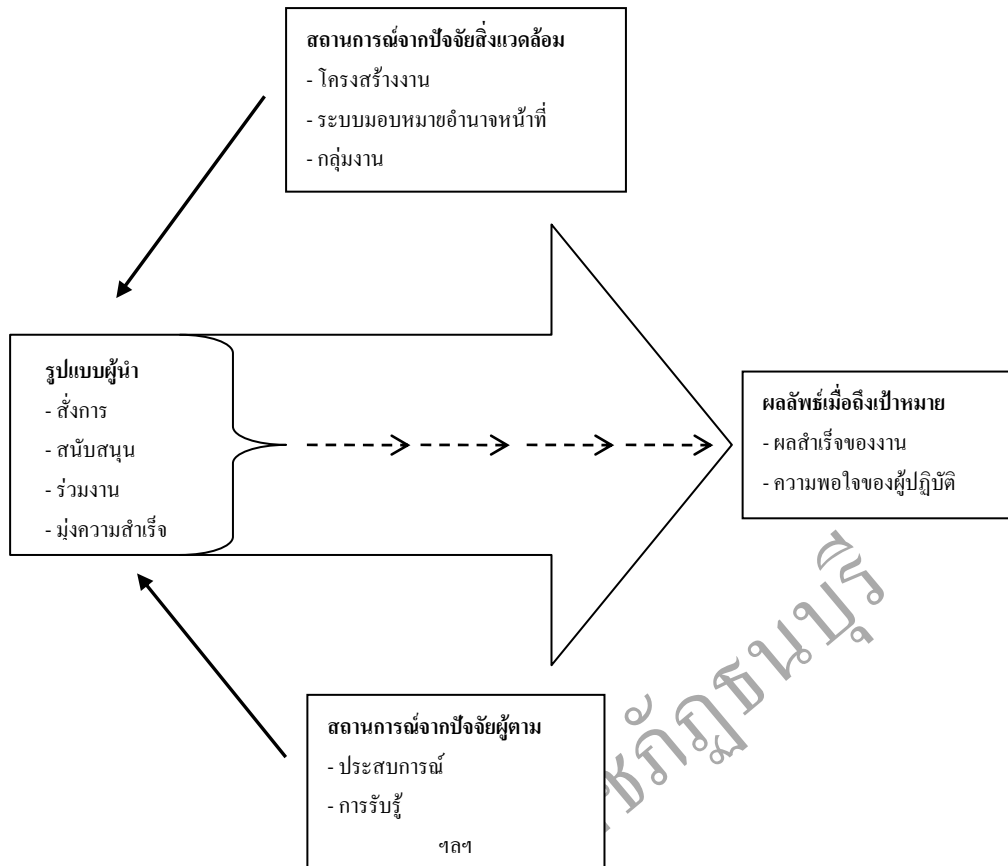 สถานการณ์จากปัจจัยสิ่งแวดล้อม
- โครงสร้างงาน
- ระบบมอบหมายอำนาจหน้าที่
- กลุ่มงาน
รูปแบบผู้นำ
- สั่งการ
- สนับสนุน
- ร่วมงาน
- มุ่งความสำเร็จ
ผลลัพธ์เมื่อถึงเป้าหมาย
- ผลสำเร็จของงาน
- ความพอใจของผู้ปฏิบัติ
สถานการณ์จากปัจจัยผู้ตาม
- ประสบการณ์
- การรับรู้
ฯลฯ
ชภัฏธนบุรี